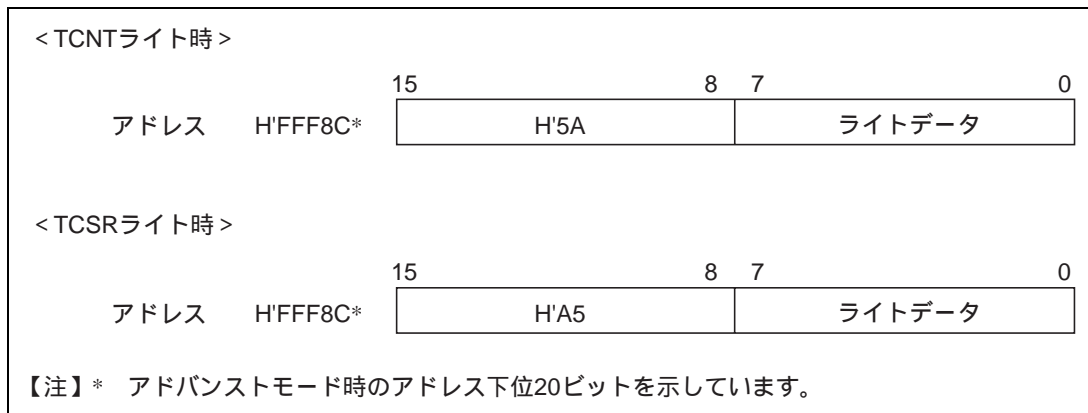 <TCNTライト時>
15 8 7 0
アドレス H'FFF8C* H'5A ライトデータ
<TCSRライト時>
15 8 7 0
アドレス H'FFF8C* H'A5 ライトデータ
【注】* アドバンストモード時のアドレス下位20ビットを示しています。